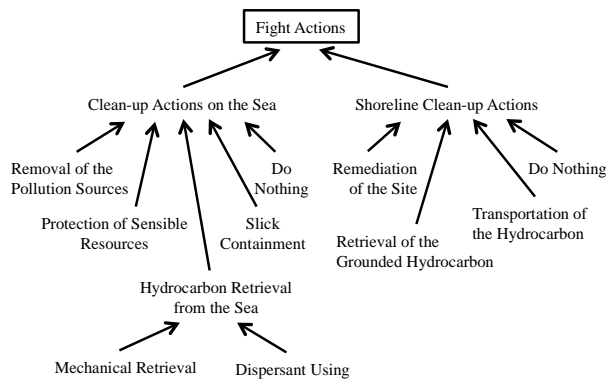 Fight Actions
Clean-up Actions on the Sea
Shoreline Clean-up Actions
Removal of the
Pollution Sources
Do
Nothing
Remediation
of the Site
Do Nothing
Protection of Sensible
Resources
Slick
Containment
Transportation of
the Hydrocarbon
Retrieval of the
Grounded Hydrocarbon
Hydrocarbon Retrieval
from the Sea
Mechanical Retrieval
Dispersant Using